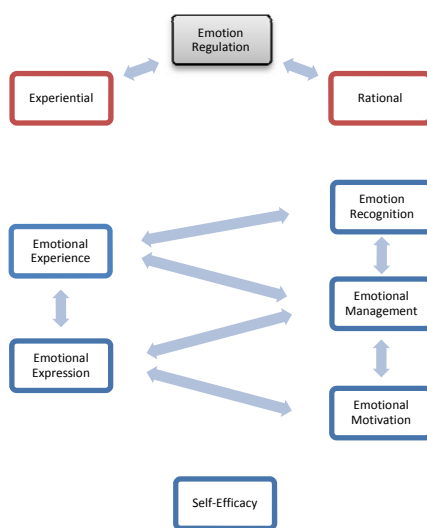 Emotion
Regulation
Experiential
Rational
Emotion
Recognition
Emotional
Experience
Emotional
Management
Emotional
Expression
Emotional
Motivation
Self-Efficacy